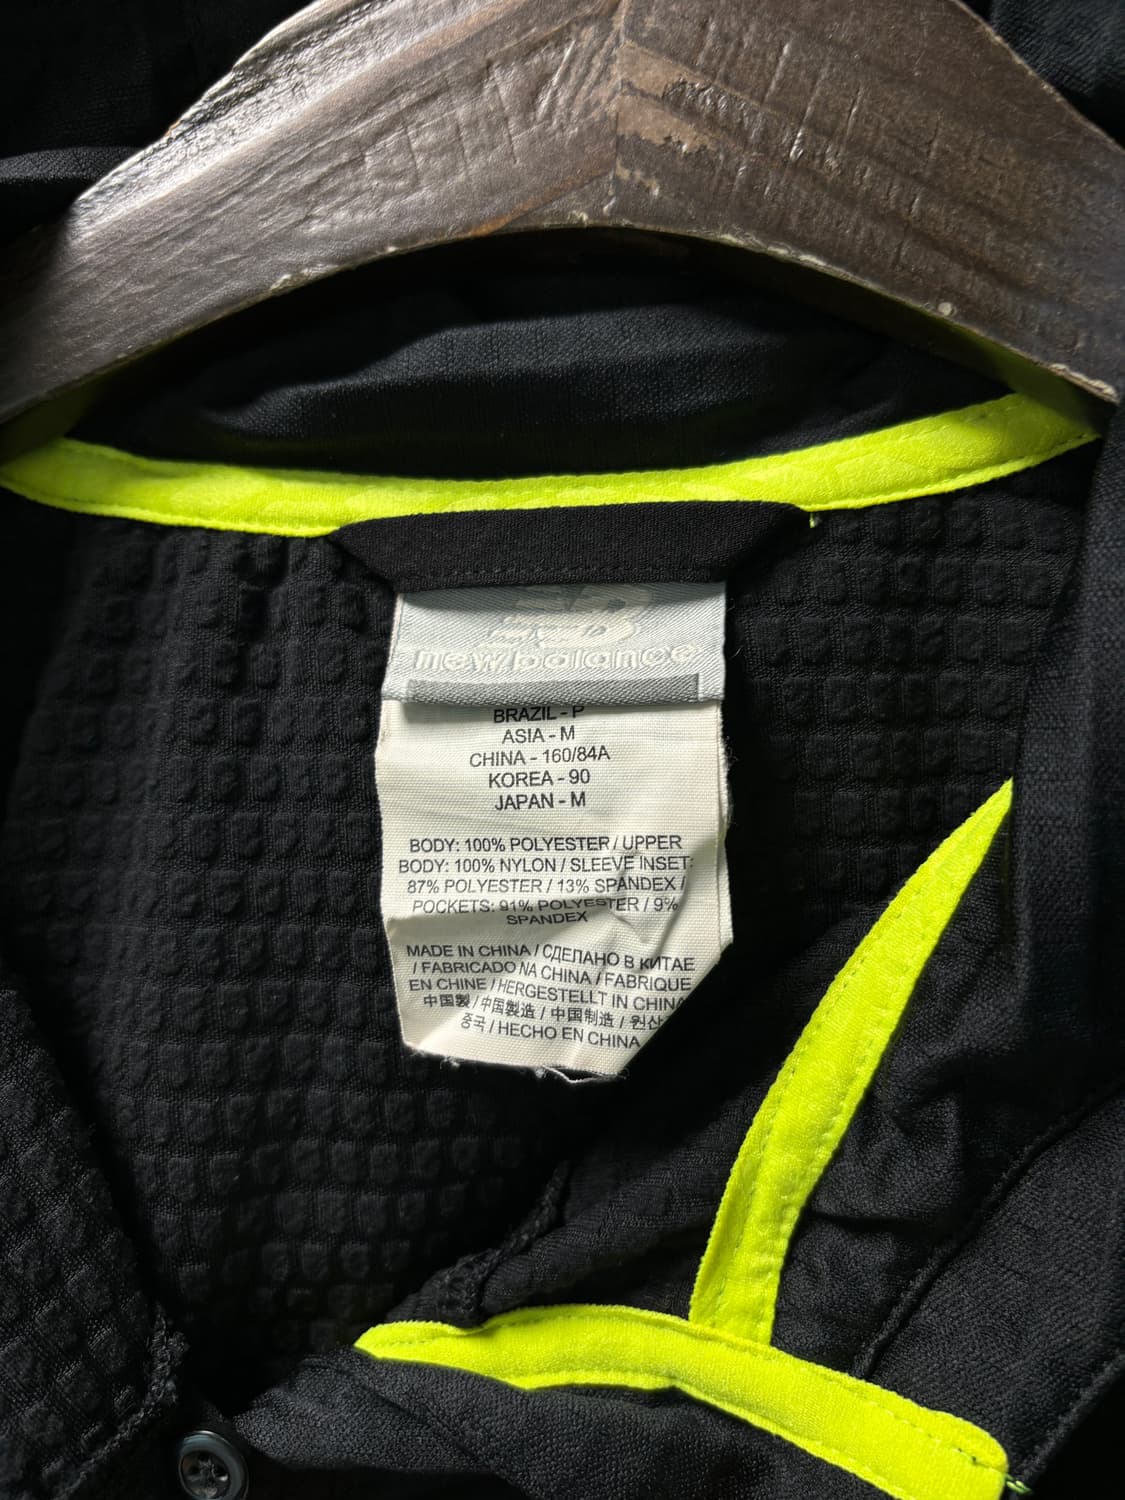 new balance
BRAZIL - P
ASIA - M
CHINA - 160/84A
KOREA - 90
JAPAN - M
BODY: 100% POLYESTER / UPPER
BODY: 100% NYLON / SLEEVE INSET:
87% POLYESTER / 13% SPANDEX /
POCKETS: 91% POLYESTER / 9%
SPANDEX
MADE IN CHINA / СДЕЛАНО В КИТАЕ
/ FABRICADO NA CHINA / FABRIQUE
EN CHINE / HERGESTELLT IN CHINA
中国製 / 中国製造 / 中国制造 / 원산
중국 / HECHO EN CHINA